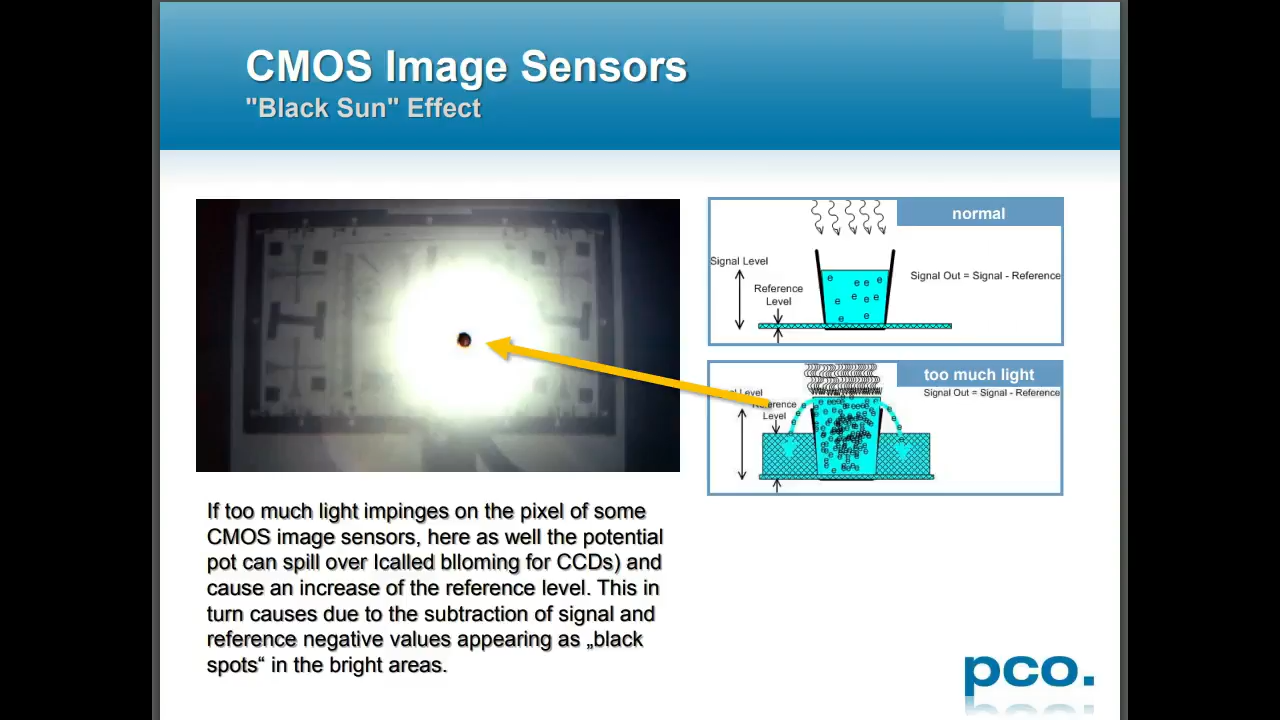 CMOS Image Sensors
"Black Sun" Effect
normal
Signal Level
Reference
Level
Signal Out = Signal - Reference
too much light
Level
Signal Out = Signal - Reference
Reference
Level
If too much light impinges on the pixel of some
CMOS image sensors, here as well the potential
pot can spill over Icalled blloming for CCDs) and
cause an increase of the reference level. This in
turn causes due to the subtraction of signal and
reference negative values appearing as „black
spots“ in the bright areas.
pco.